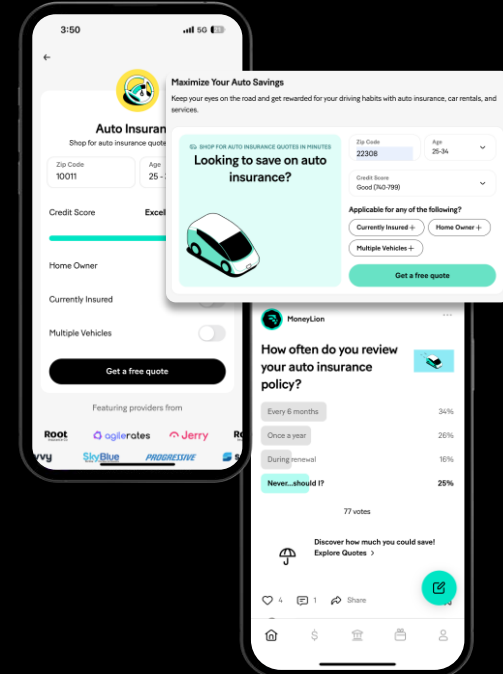 3:50
5G
Auto Insuran
Shop for auto insurance quote
Zip Code
10011
Age
25 -
Credit Score
Excel
Home Owner
Currently Insured
Multiple Vehicles
Get a free quote
Featuring providers from
Root
agilerates
Jerry
SkyBlue
PROGRESSIVE
Maximize Your Auto Savings
Keep your eyes on the road and get rewarded for your driving habits with auto insurance, car rentals, and
services.
SHOP FOR AUTO INSURANCE QUOTES IN MINUTES
Looking to save on auto
insurance?
Zip Code
22308
Age
25-34
Credit Score
Good (740-799)
Applicable for any of the following?
Currently Insured +
Home Owner +
Multiple Vehicles +
Get a free quote
MoneyLion
How often do you review
your auto insurance
policy?
Every 6 months 34%
Once a year 26%
During renewal 16%
Never...should I? 25%
77 votes
Discover how much you could save!
Explore Quotes >
4
1
Share